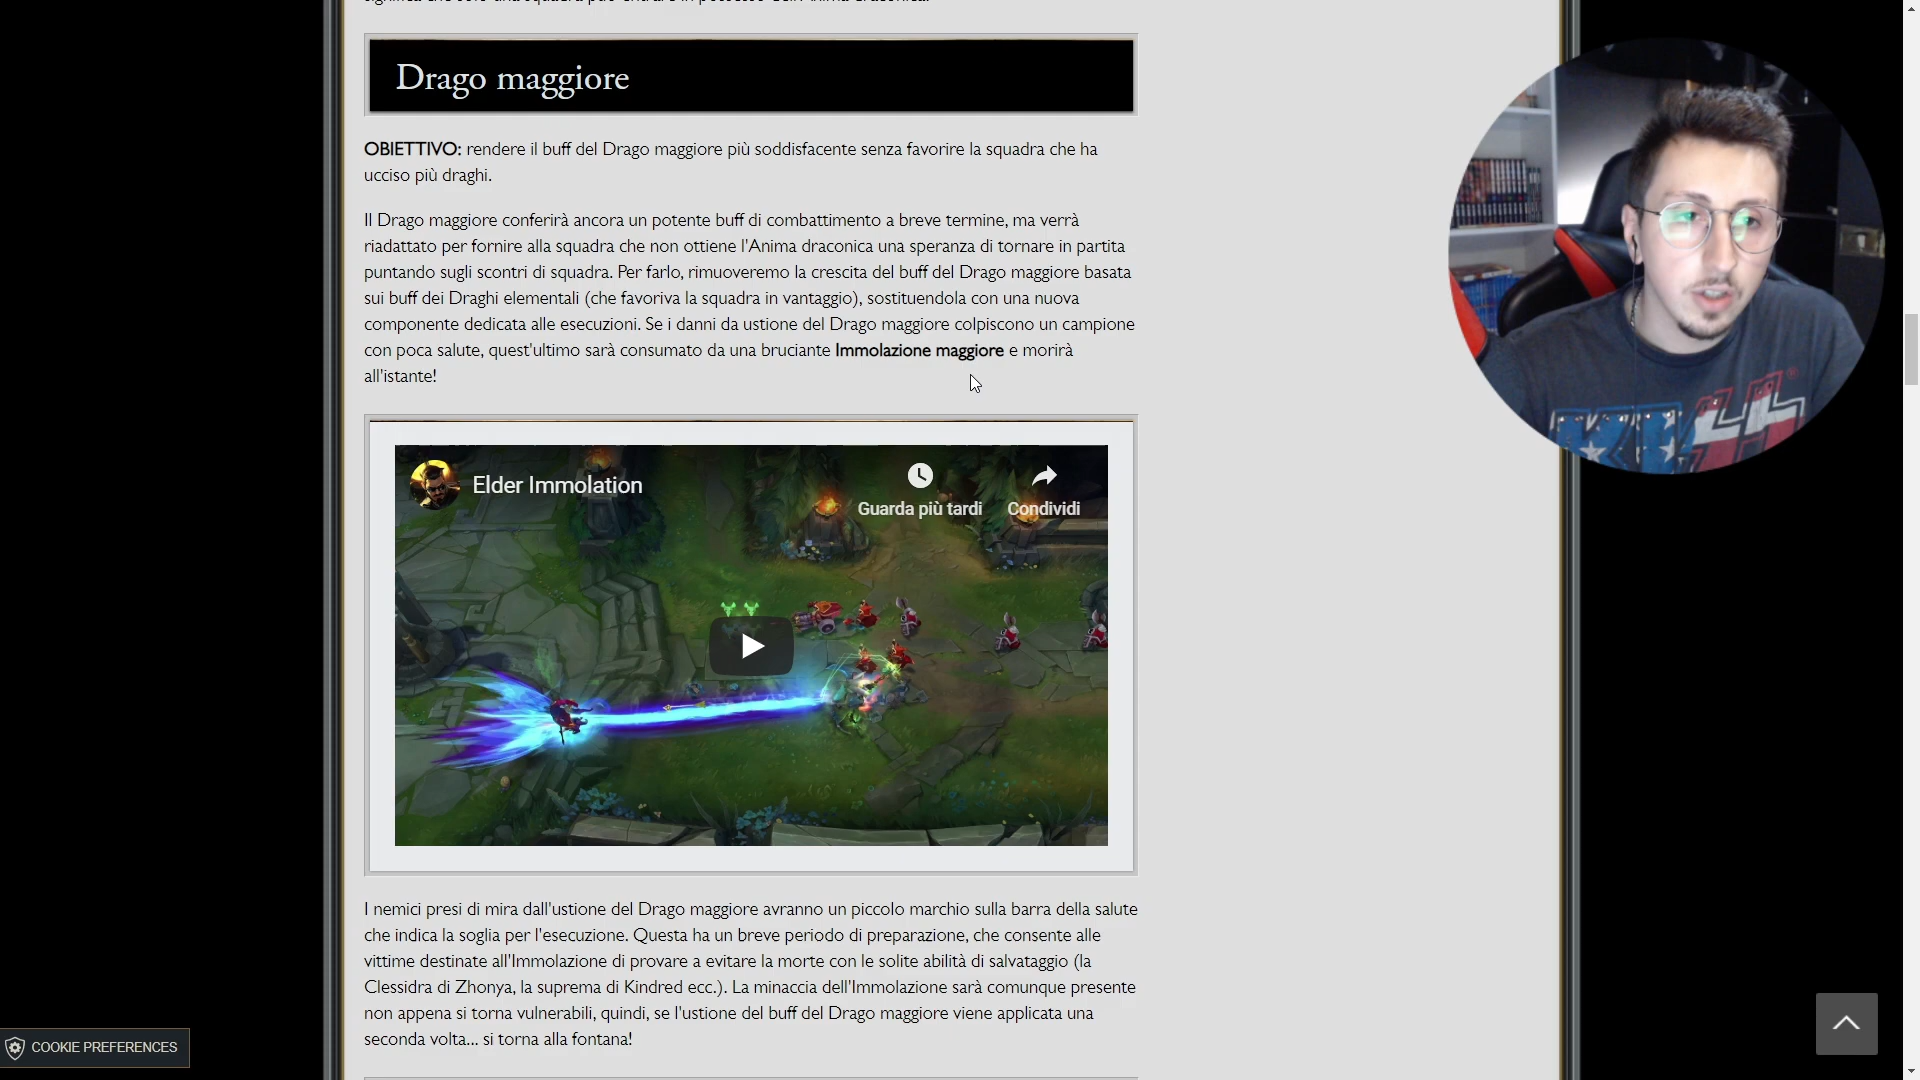 Drago maggiore
OBIETTIVO: rendere il buff del Drago maggiore più soddisfacente senza favorire la squadra che ha
ucciso più draghi.
Il Drago maggiore conferirà ancora un potente buff di combattimento a breve termine, ma verrà
riadattato per fornire alla squadra che non ottiene l'Anima draconica una speranza di tornare in partita
puntando sugli scontri di squadra. Per farlo, rimuoveremo la crescita del buff del Drago maggiore basata
sui buff dei Draghi elementali (che favoriva la squadra in vantaggio), sostituendola con una nuova
componente dedicata alle esecuzioni. Se i danni da ustione del Drago maggiore colpiscono un campione
con poca salute, quest'ultimo sarà consumato da una bruciante Immolazione maggiore e morirà
all'istante!
Elder Immolation
Guarda più tardi
Condividi
I nemici presi di mira dall'ustione del Drago maggiore avranno un piccolo marchio sulla barra della salute
che indica la soglia per l'esecuzione. Questa ha un breve periodo di preparazione, che consente alle
vittime destinate all'Immolazione di provare a evitare la morte con le solite abilità di salvataggio (la
Clessidra di Zhonya, la suprema di Kindred ecc.). La minaccia dell'Immolazione sarà comunque presente
non appena si torna vulnerabili, quindi, se l'ustione del buff del Drago maggiore viene applicata una
seconda volta... si torna alla fontana!
COOKIE PREFERENCES